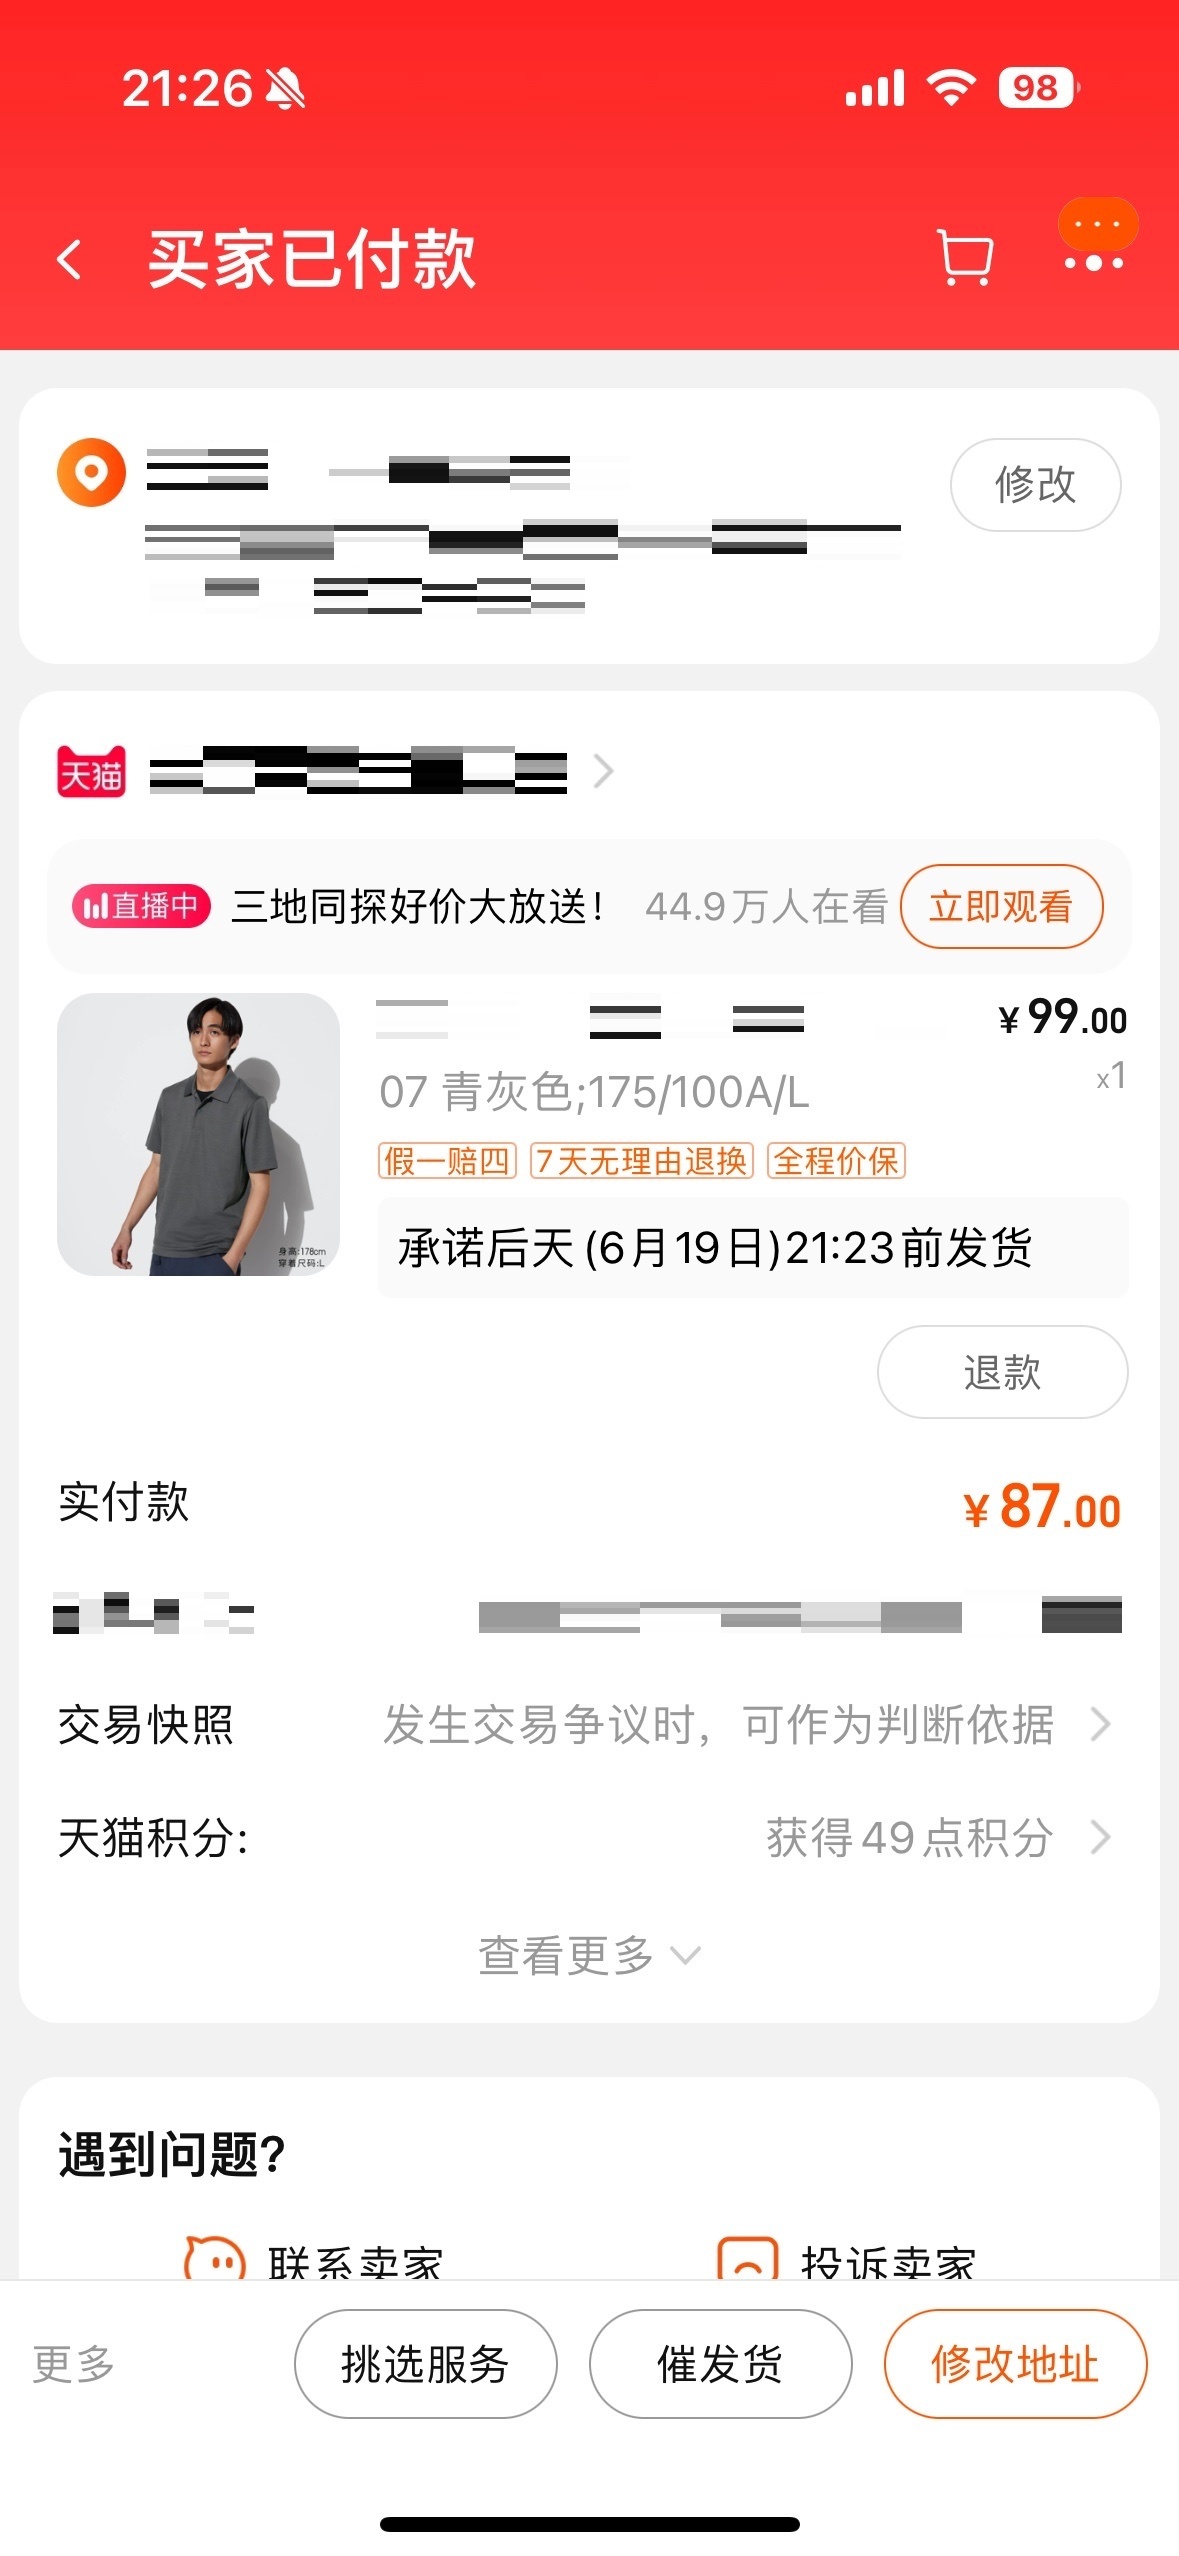 21:26
98
买家已付款
修改
天猫
直播中 三地同探好价大放送! 44.9万人在看 立即观看
¥99.00
07 青灰色;175/100A/L
x1
假一赔四 7天无理由退换 全程价保
身高:178cm
穿着尺码:L
承诺后天(6月19日)21:23前发货
退款
实付款 ¥87.00
交易快照 发生交易争议时，可作为判断依据
天猫积分: 获得49点积分
查看更多
遇到问题?
联系卖家 投诉卖家
更多 挑选服务 催发货 修改地址